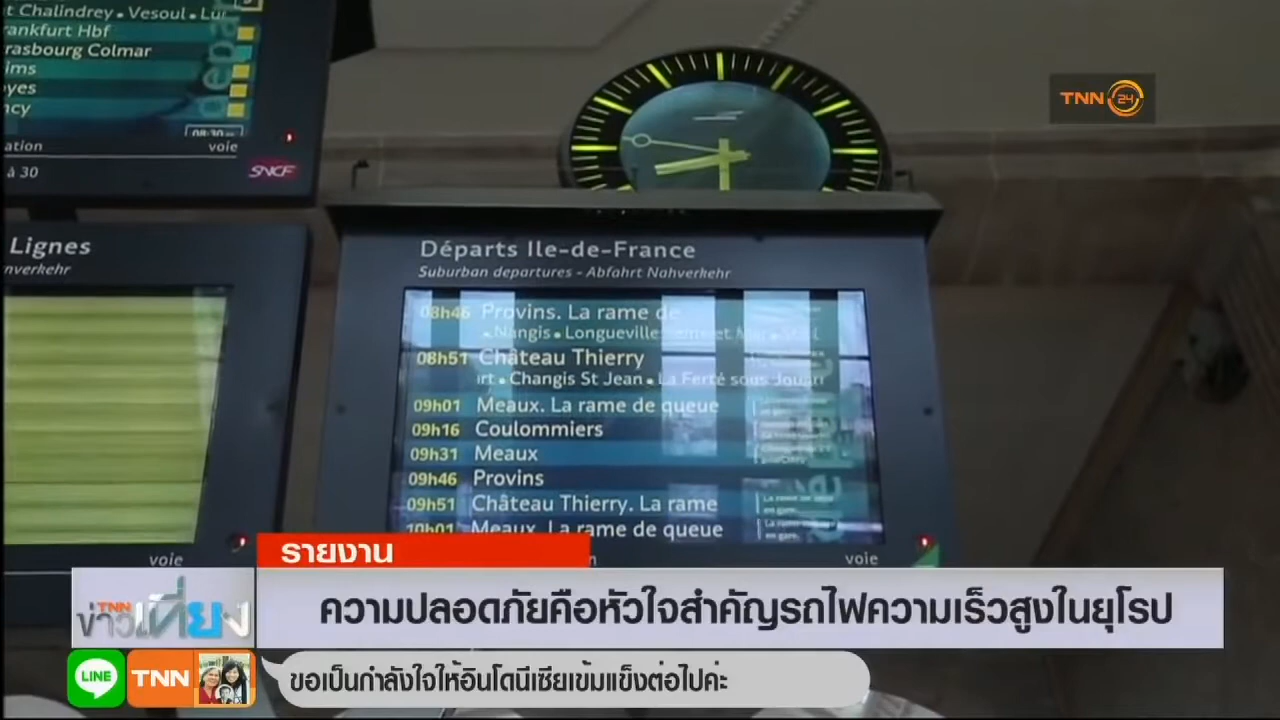 t Chalindrey • Vesoul • Lu
rankfurt Hbf
rasbourg Colmar
ims
yes
ncy
08:30
ation voie
à 30
SNCF
TNN 24
Lignes
nverkehr
voie
Départs Ile-de-France
Suburban departures - Abfahrt Nahverkehr
08h46 Provins. La rame de
• Nangis • Longueville
08h51 Château Thierry
rt • Changis St Jean • La Ferté sous Jouarr
09h01 Meaux. La rame de queue
09h16 Coulommiers
09h31 Meaux
09h46 Provins
09h51 Château Thierry. La rame
10h01 Meaux. La rame de queue
voie
รายงาน
TNN ข่าวเที่ยง
ความปลอดภัยคือหัวใจสำคัญรถไฟความเร็วสูงในยุโรป
LINE TNN
ขอเป็นกำลังใจให้อินโดนีเซียเข้มแข็งต่อไปค่ะ